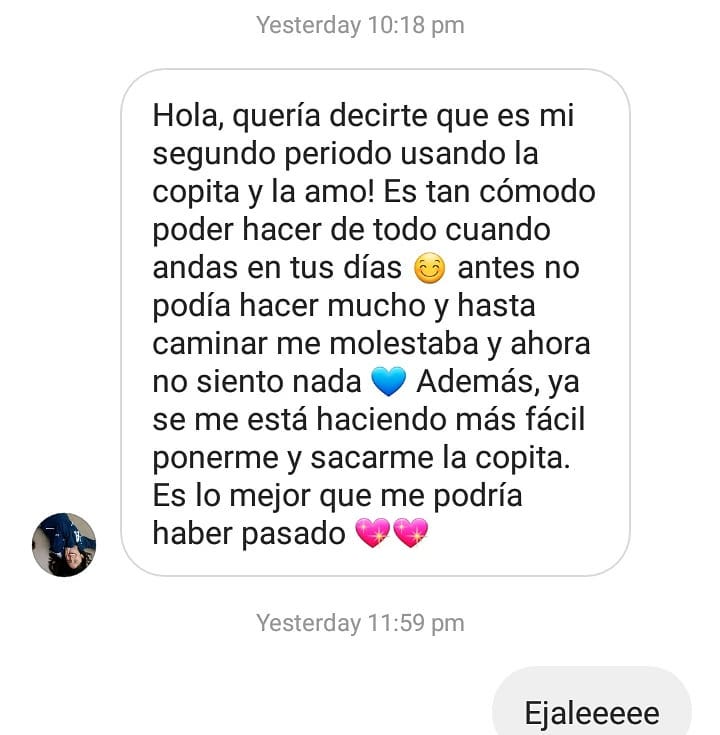 Yesterday 10:18 pm
Hola, quería decirte que es mi
segundo periodo usando la
copita y la amo! Es tan cómodo
poder hacer de todo cuando
andas en tus días 😊 antes no
podía hacer mucho y hasta
caminar me molestaba y ahora
no siento nada 💙 Además, ya
se me está haciendo más fácil
ponerme y sacarme la copita.
Es lo mejor que me podría
haber pasado 💖💖
Yesterday 11:59 pm
Ejaleeeee